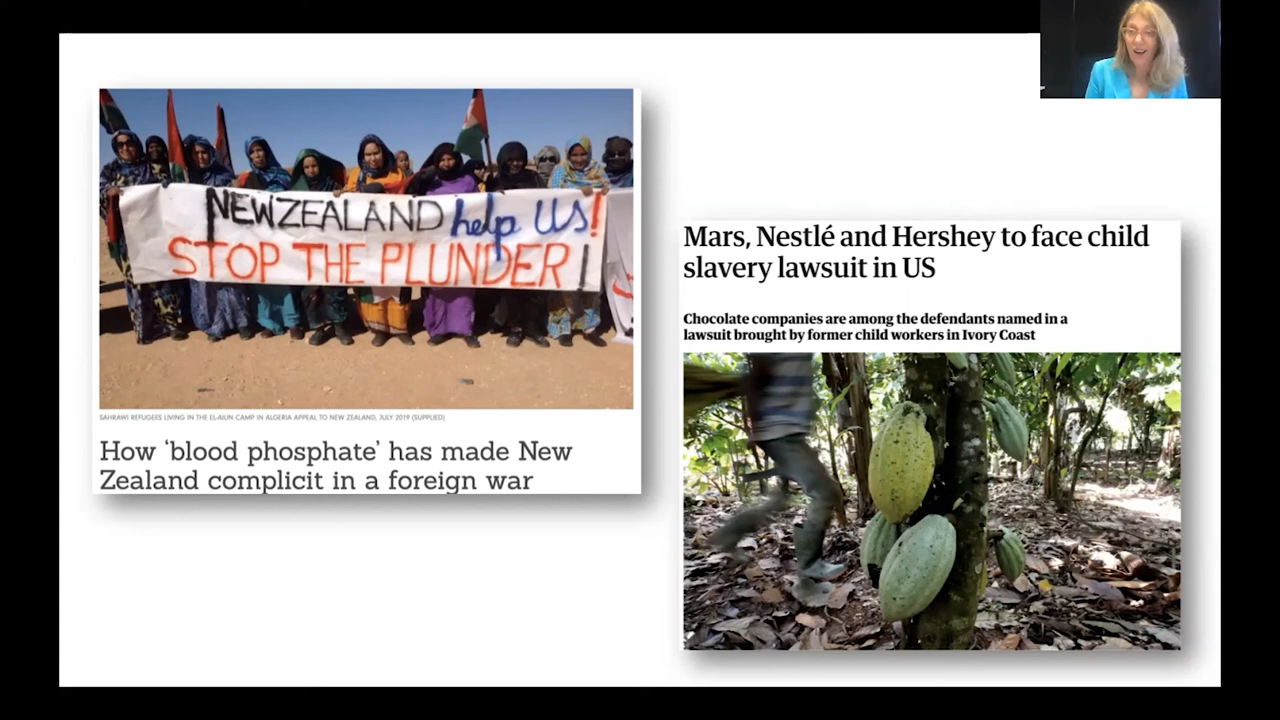 NEW ZEALAND help US!
STOP THE PLUNDER!
SAHRAWI REFUGEES LIVING IN THE EL-AIUN CAMP IN ALGERIA APPEAL TO NEW ZEALAND, JULY 2019 (SUPPLIED)
How ‘blood phosphate’ has made New
Zealand complicit in a foreign war
Mars, Nestlé and Hershey to face child
slavery lawsuit in US
Chocolate companies are among the defendants named in a
lawsuit brought by former child workers in Ivory Coast